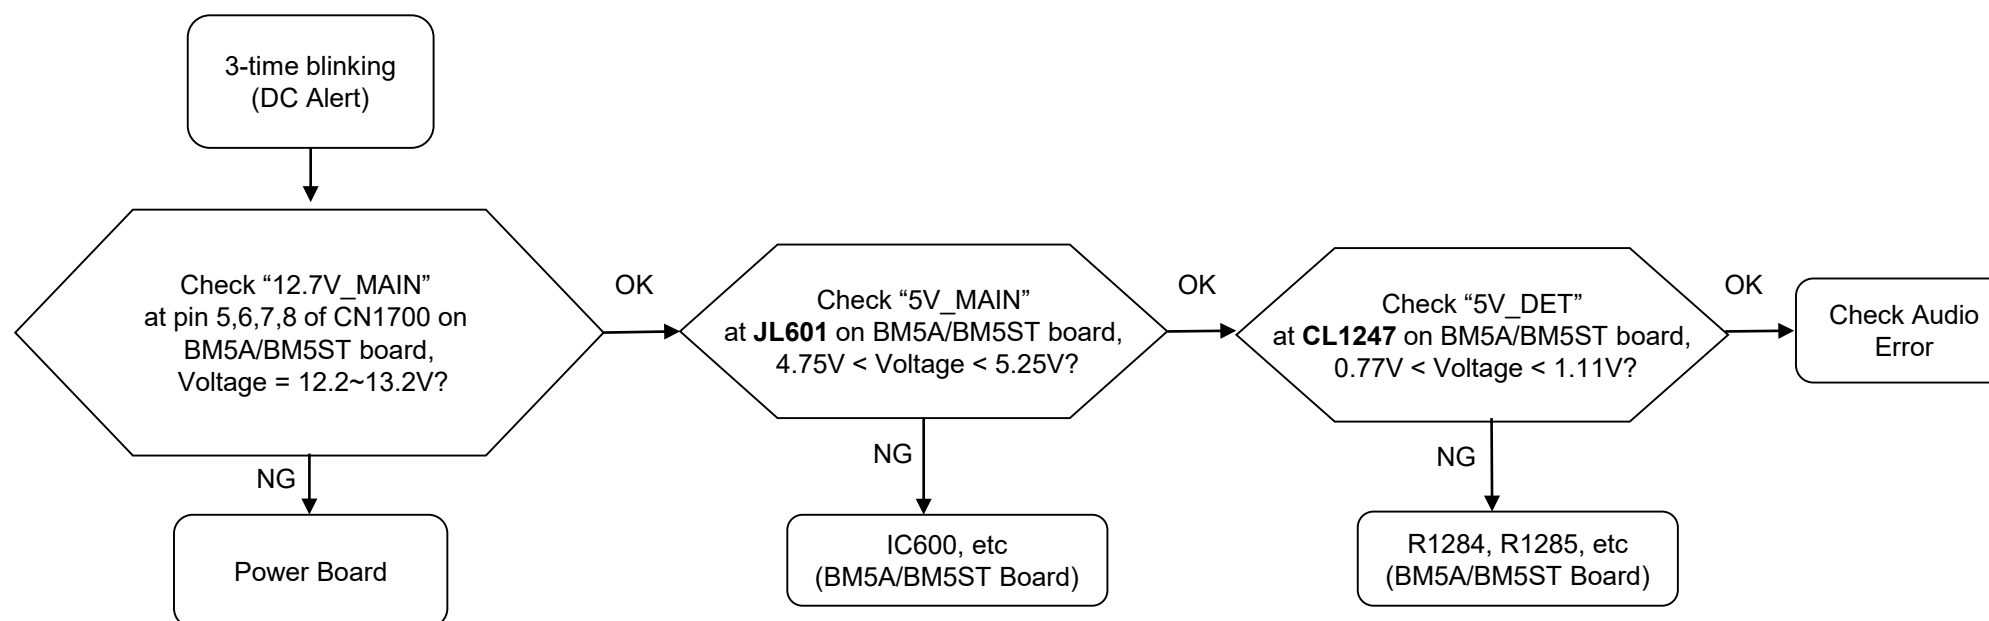 3-time blinking
(DC Alert)
Check “12.7V_MAIN”
at pin 5,6,7,8 of CN1700 on
BM5A/BM5ST board,
Voltage = 12.2~13.2V?
OK
Check “5V_MAIN”
at JL601 on BM5A/BM5ST board,
4.75V < Voltage < 5.25V?
OK
Check “5V_DET”
at CL1247 on BM5A/BM5ST board,
0.77V < Voltage < 1.11V?
OK
Check Audio
Error
NG
Power Board
NG
IC600, etc
(BM5A/BM5ST Board)
NG
R1284, R1285, etc
(BM5A/BM5ST Board)